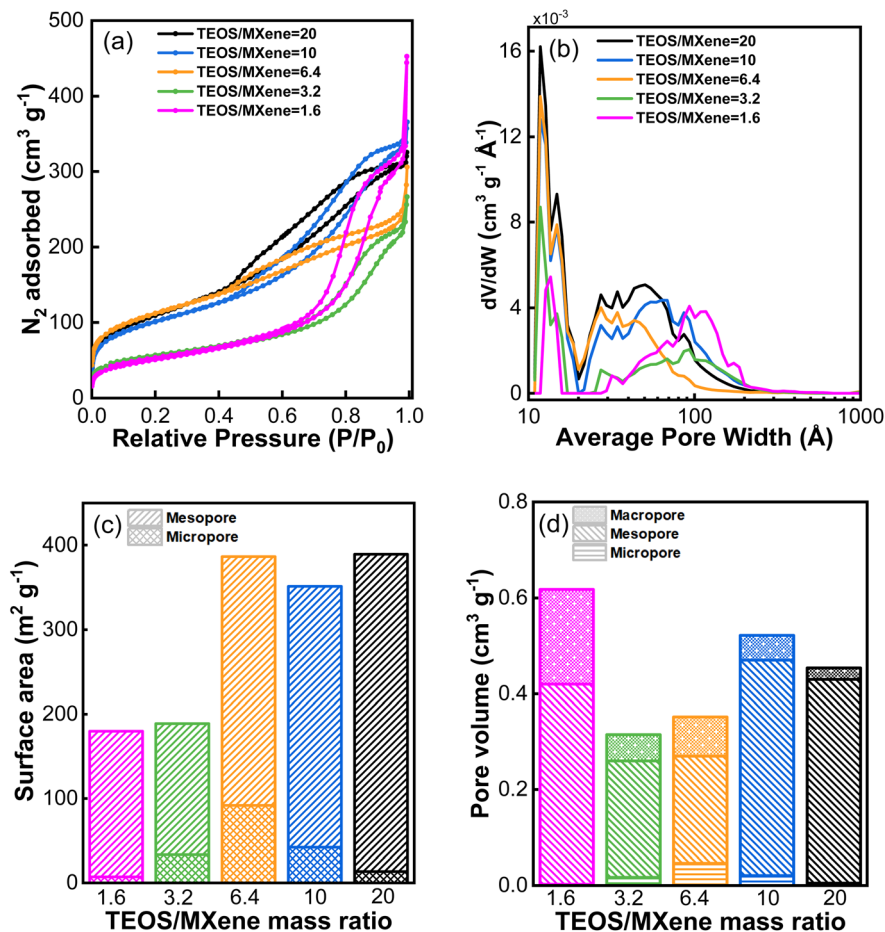 (a)
TEOS/MXene=20
TEOS/MXene=10
TEOS/MXene=6.4
TEOS/MXene=3.2
TEOS/MXene=1.6
500
400
300
200
100
0
N₂ adsorbed (cm³ g⁻¹)
0.0 0.2 0.4 0.6 0.8 1.0
Relative Pressure (P/P₀)
×10⁻³
(b)
TEOS/MXene=20
TEOS/MXene=10
TEOS/MXene=6.4
TEOS/MXene=3.2
TEOS/MXene=1.6
16
12
8
4
0
dV/dW (cm³ g⁻¹ Å⁻¹)
10 100 1000
Average Pore Width (Å)
(c)
Mesopore
Micropore
400
300
200
100
0
Surface area (m² g⁻¹)
1.6 3.2 6.4 10 20
TEOS/MXene mass ratio
(d)
Macropore
Mesopore
Micropore
0.8
0.6
0.4
0.2
0.0
Pore volume (cm³ g⁻¹)
1.6 3.2 6.4 10 20
TEOS/MXene mass ratio